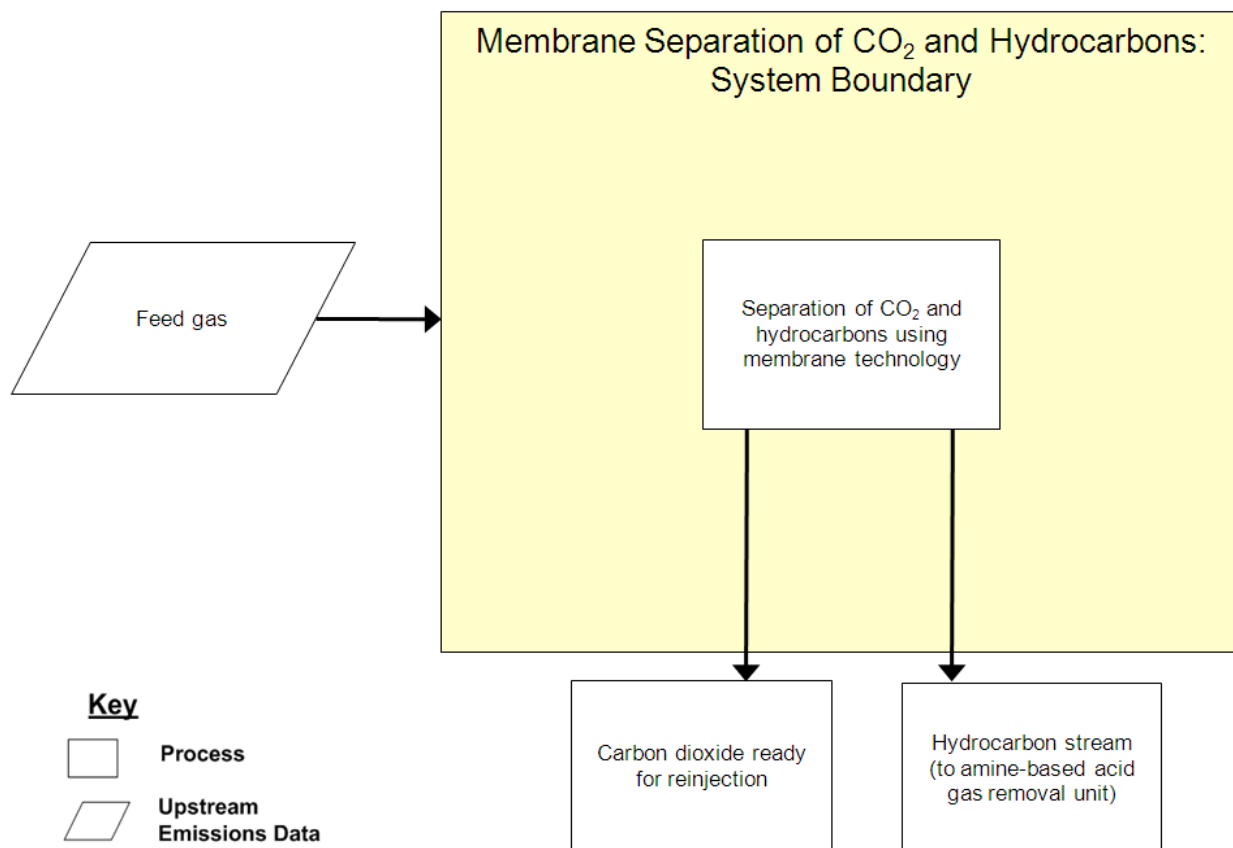 Membrane Separation of CO₂ and Hydrocarbons:
System Boundary
Feed gas
Separation of CO₂ and
hydrocarbons using
membrane technology
Carbon dioxide ready
for reinjection
Hydrocarbon stream
(to amine-based acid
gas removal unit)
Key
Process
Upstream
Emissions Data